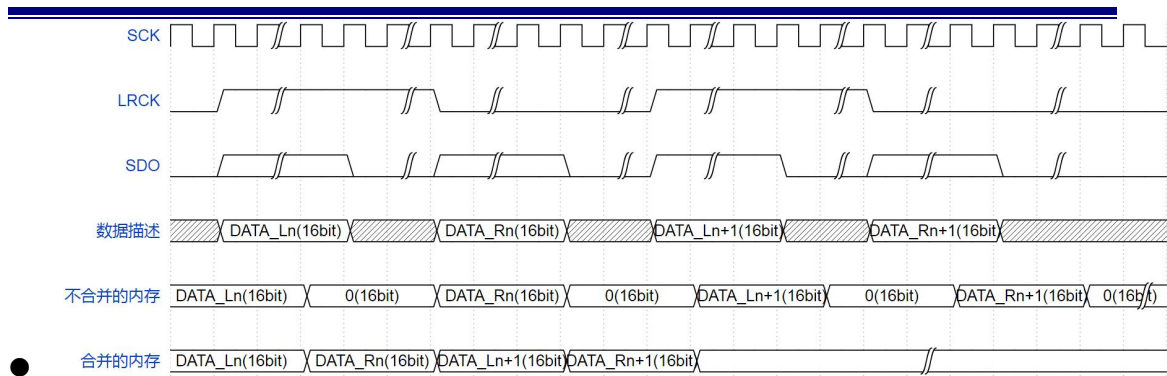 SCK
LRCK
SDO
数据描述 DATA_Ln(16bit) DATA_Rn(16bit) DATA_Ln+1(16bit) DATA_Rn+1(16bit)
不合并的内存 DATA_Ln(16bit) 0(16bit) DATA_Rn(16bit) 0(16bit) DATA_Ln+1(16bit) 0(16bit) DATA_Rn+1(16bit) 0(16bit)
合并的内存 DATA_Ln(16bit) DATA_Rn(16bit) DATA_Ln+1(16bit) DATA_Rn+1(16bit)